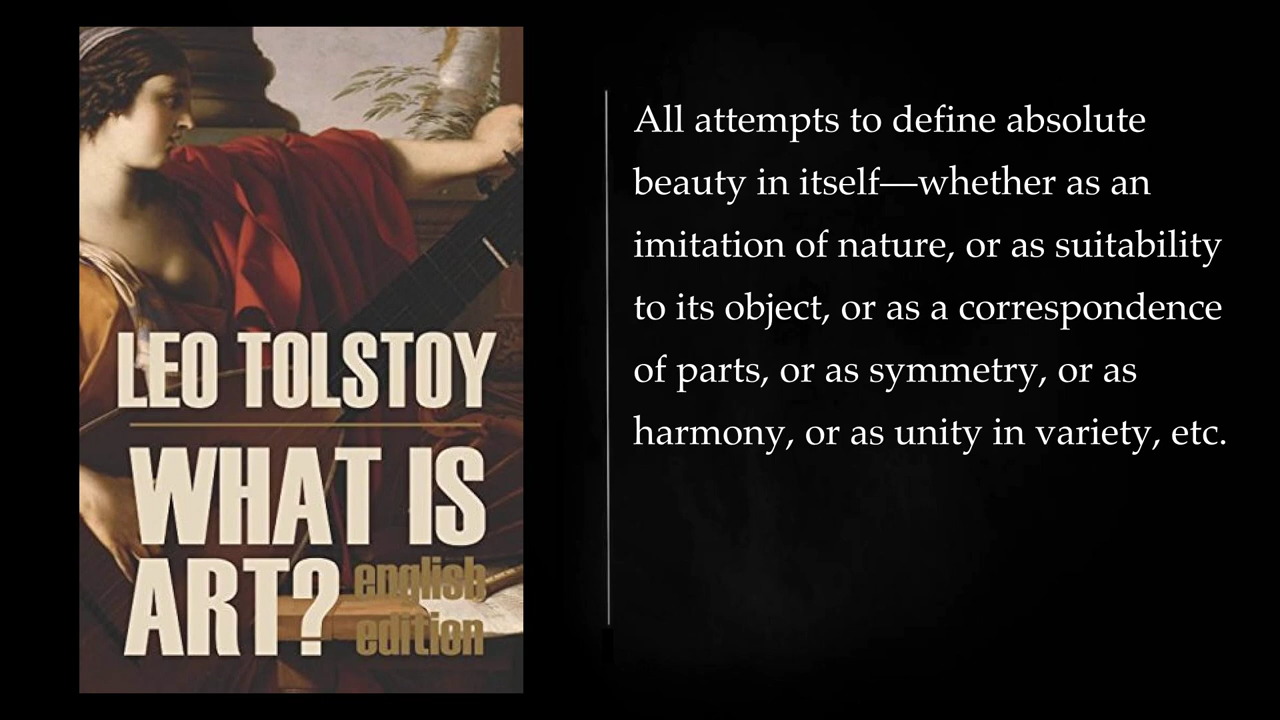 LEO TOLSTOY
WHAT IS
ART?
english
edition
All attempts to define absolute
beauty in itself—whether as an
imitation of nature, or as suitability
to its object, or as a correspondence
of parts, or as symmetry, or as
harmony, or as unity in variety, etc.